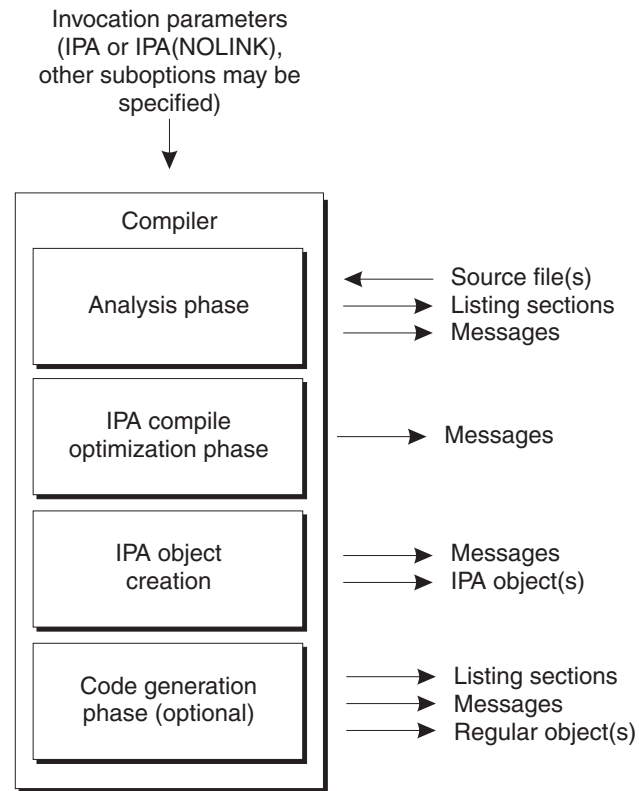 Invocation parameters
(IPA or IPA(NOLINK),
other suboptions may be
specified)
Compiler
Analysis phase
Source file(s)
Listing sections
Messages
IPA compile
optimization phase
Messages
IPA object
creation
Messages
IPA object(s)
Code generation
phase (optional)
Listing sections
Messages
Regular object(s)